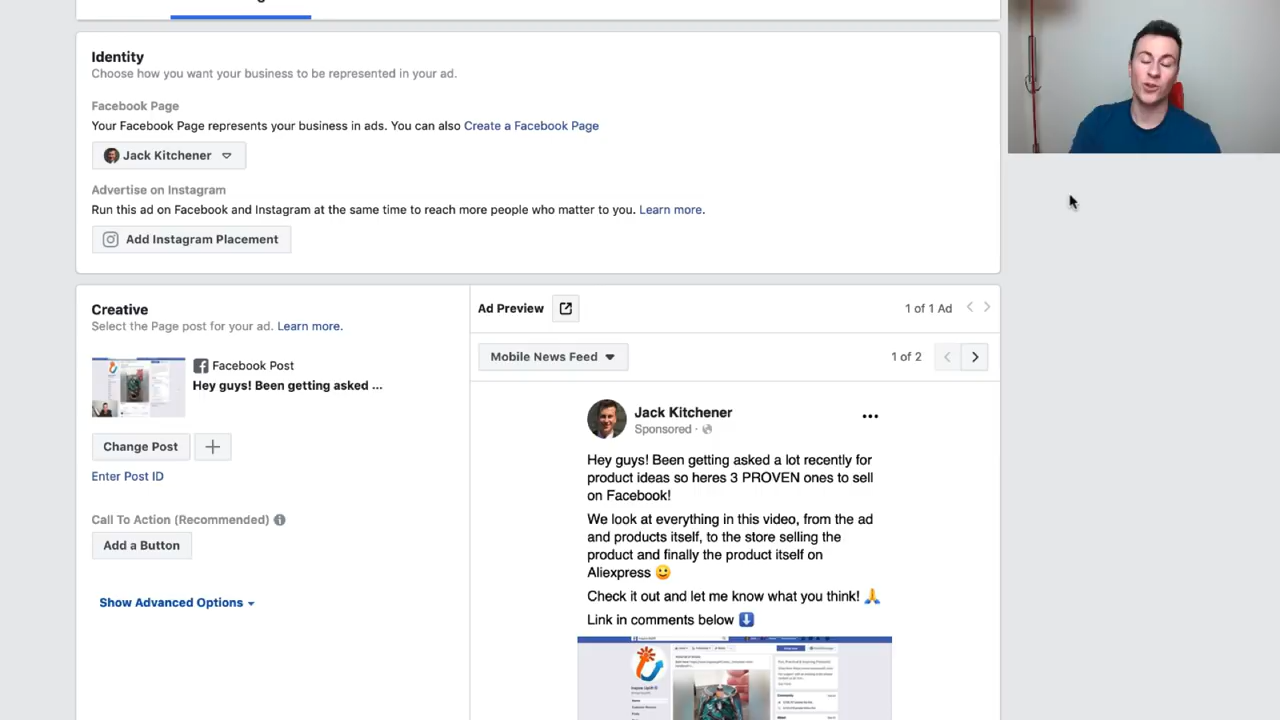 Identity
Choose how you want your business to be represented in your ad.
Facebook Page
Your Facebook Page represents your business in ads. You can also Create a Facebook Page
Jack Kitchener
Advertise on Instagram
Run this ad on Facebook and Instagram at the same time to reach more people who matter to you. Learn more.
Add Instagram Placement
Creative
Select the Page post for your ad. Learn more.
Facebook Post
Hey guys! Been getting asked ...
Change Post
Enter Post ID
Call To Action (Recommended)
Add a Button
Show Advanced Options
Ad Preview
1 of 1 Ad
Mobile News Feed
1 of 2
Jack Kitchener
Sponsored ·
Hey guys! Been getting asked a lot recently for
product ideas so heres 3 PROVEN ones to sell
on Facebook!
We look at everything in this video, from the ad
and products itself, to the store selling the
product and finally the product itself on
Aliexpress 🙂
Check it out and let me know what you think! 🙏
Link in comments below ⬇️